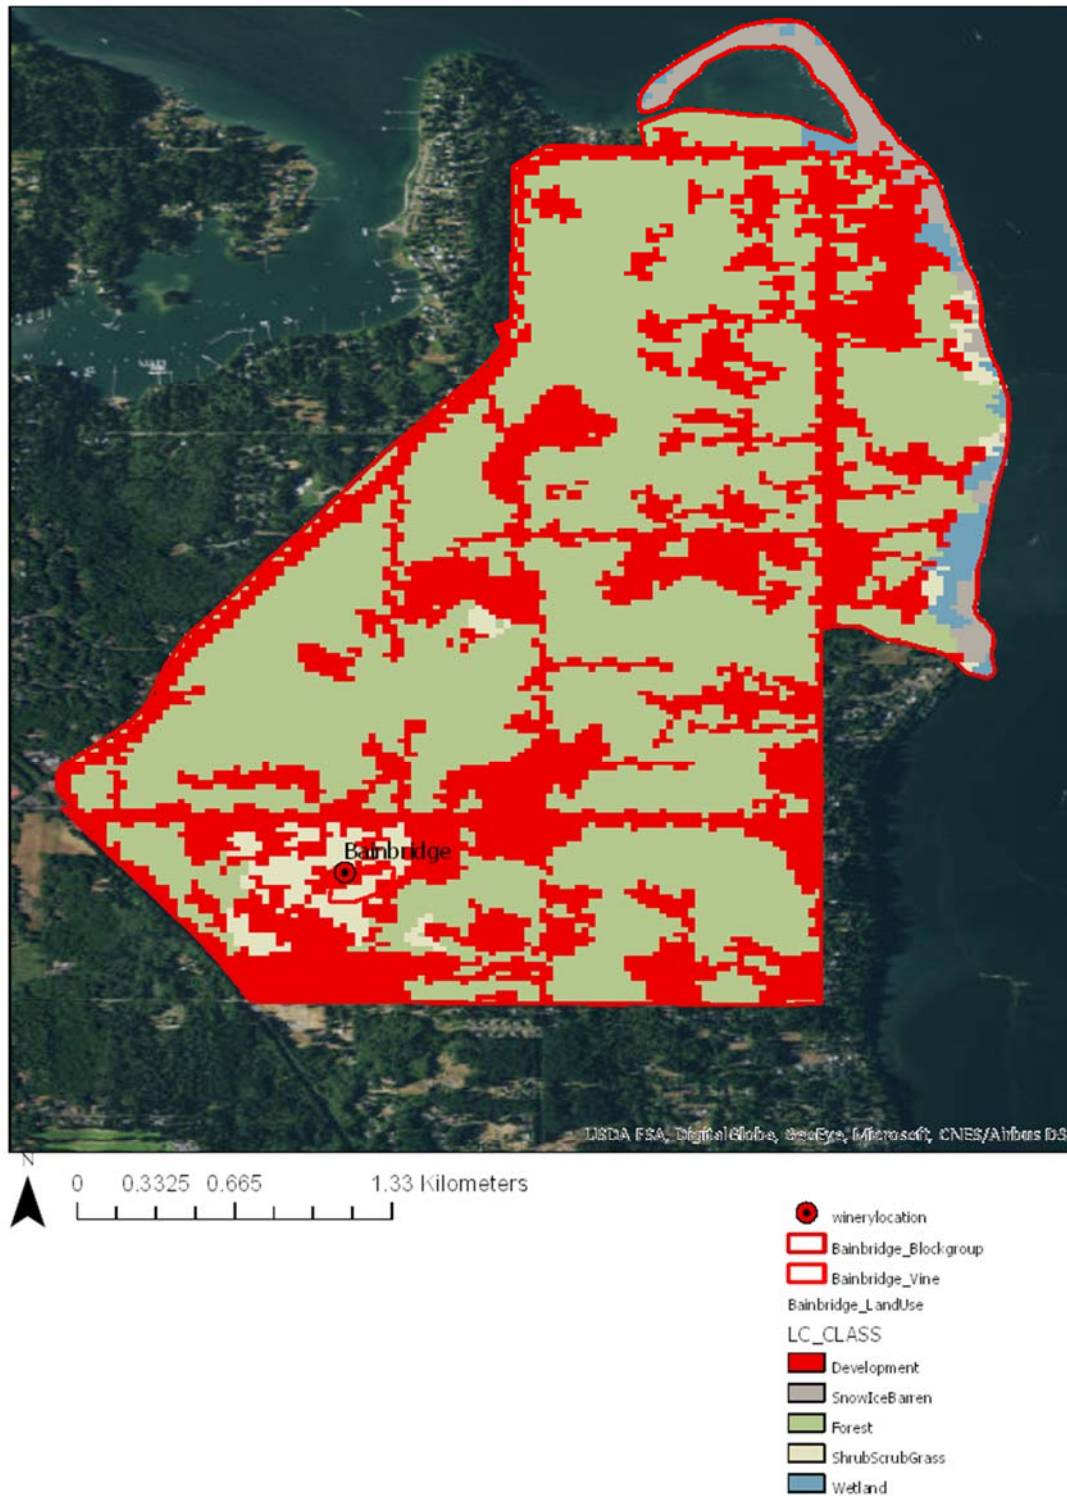 Bainbridge
USDA FSA, DigitalGlobe, GeoEye, Microsoft, CNES/Airbus DS
N
0 0.3325 0.665 1.33 Kilometers
winerylocation
Bainbridge_Blockgroup
Bainbridge_Vine
Bainbridge_LandUse
LC_CLASS
Development
SnowIceBarren
Forest
ShrubScrubGrass
Wetland